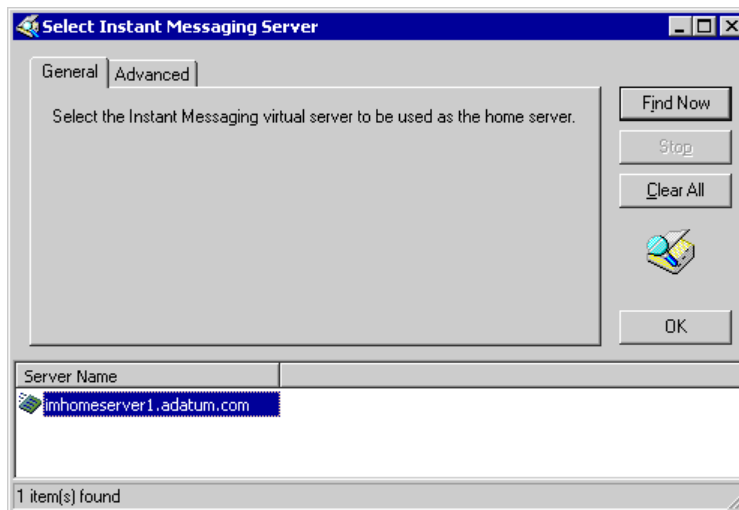 Select Instant Messaging Server
General
Advanced
Select the Instant Messaging virtual server to be used as the home server.
Find Now
Stop
Clear All
OK
Server Name
imhomeserver1.adatum.com
1 item(s) found